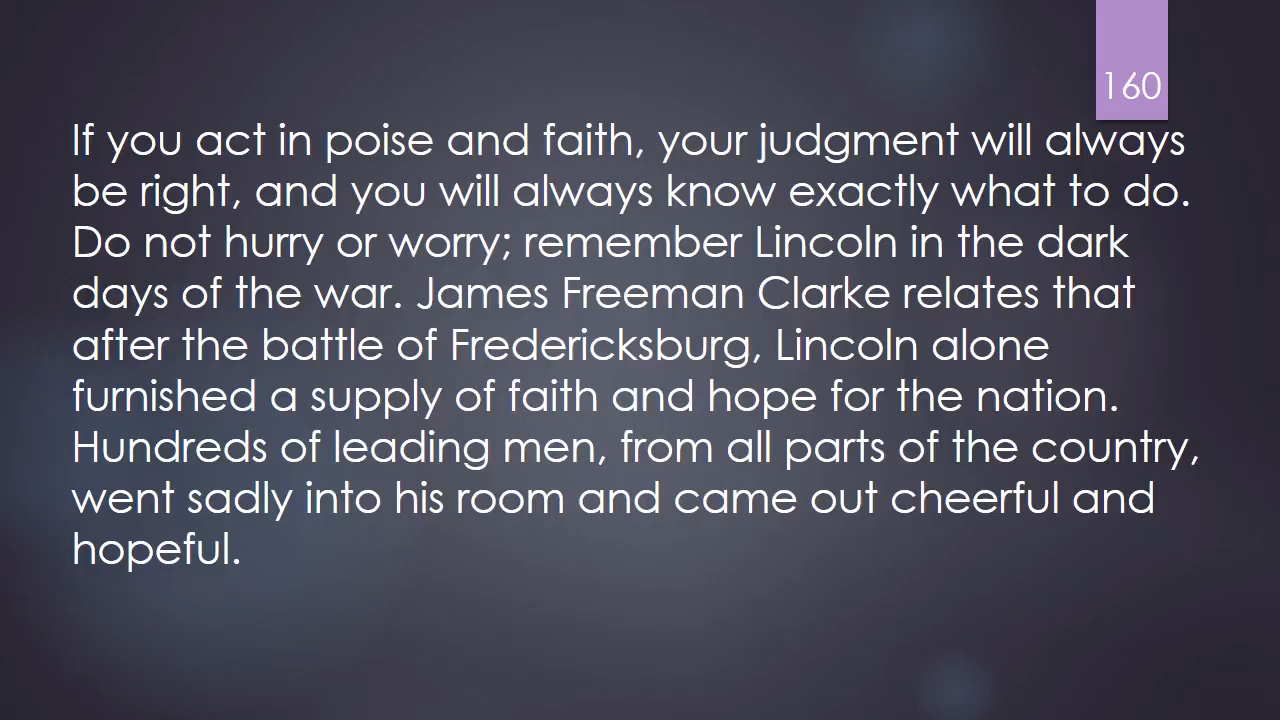 160
If you act in poise and faith, your judgment will always
be right, and you will always know exactly what to do.
Do not hurry or worry; remember Lincoln in the dark
days of the war. James Freeman Clarke relates that
after the battle of Fredericksburg, Lincoln alone
furnished a supply of faith and hope for the nation.
Hundreds of leading men, from all parts of the country,
went sadly into his room and came out cheerful and
hopeful.